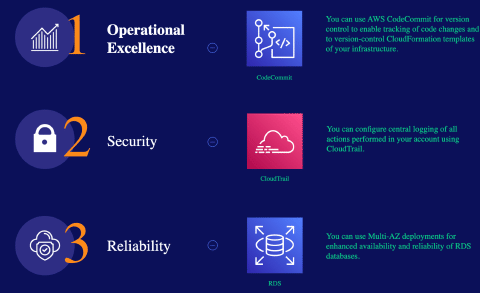 1
Operational
Excellence
CodeCommit
You can use AWS CodeCommit for version
control to enable tracking of code changes and
to version-control CloudFormation templates
of your infrastructure.
2
Security
CloudTrail
You can configure central logging of all
actions performed in your account using
CloudTrail.
3
Reliability
RDS
You can use Multi-AZ deployments for
enhanced availability and reliability of RDS
databases.